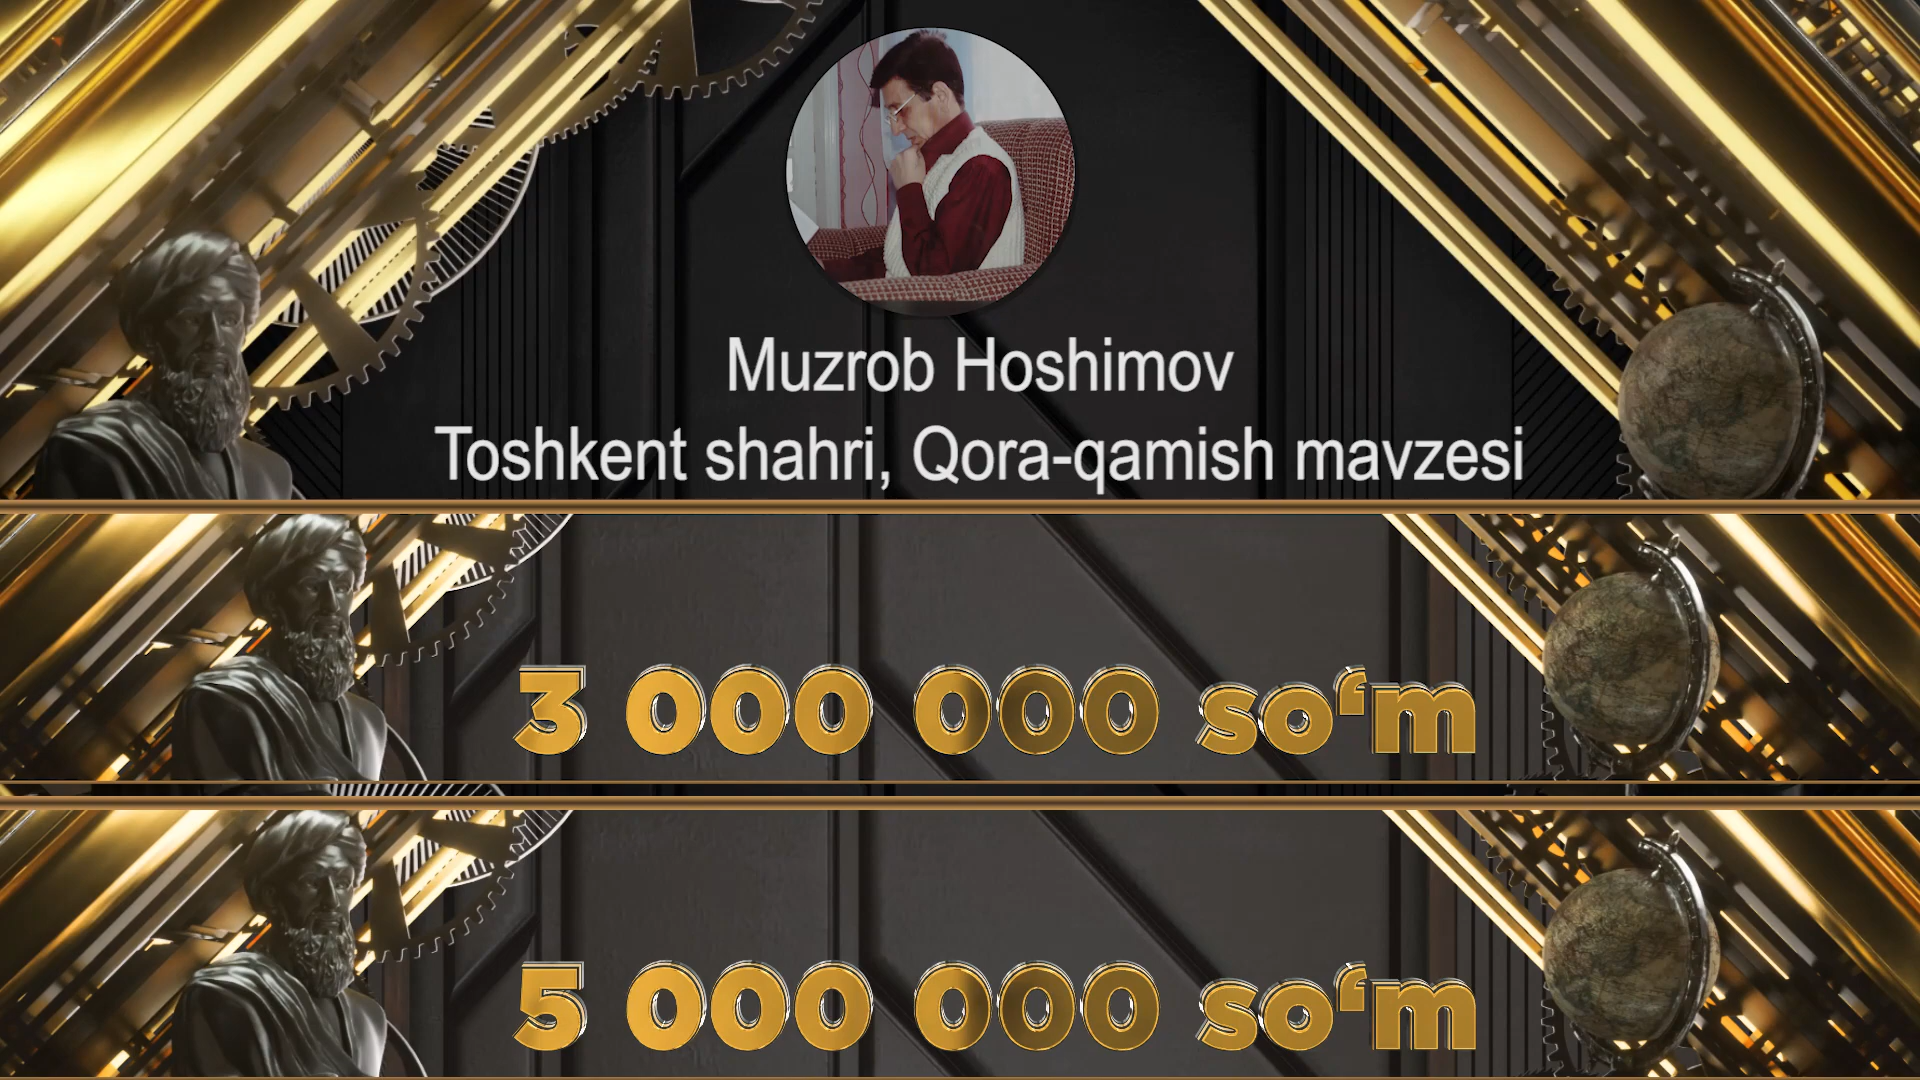 Muzrob Hoshimov
Toshkent shahri, Qora-qamish mavzesi
3 000 000 so‘m
5 000 000 so‘m